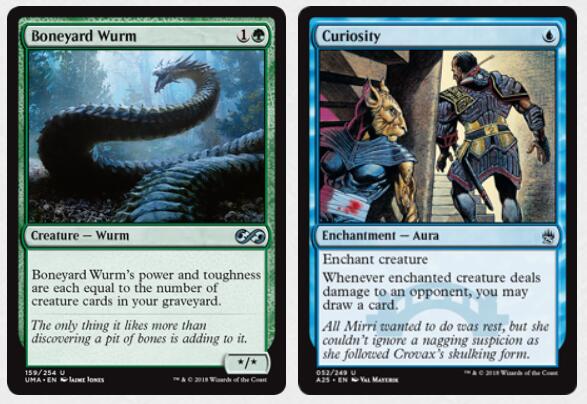 Boneyard Wurm 1
Creature — Wurm
Boneyard Wurm's power and toughness
are each equal to the number of
creature cards in your graveyard.
The only thing it likes more than
discovering a pit of bones is adding to it.
*/*
159/254 U
UMA • EN Jaime Jones
™ & © 2018 Wizards of the Coast
Curiosity
Enchantment — Aura
Enchant creature
Whenever enchanted creature deals
damage to an opponent, you may
draw a card.
All Mirri wanted to do was rest, but she
couldn't ignore a nagging suspicion as
she followed Crovax's skulking form.
052/249 U
A25 • EN Val Mayerik
™ & © 2018 Wizards of the Coast